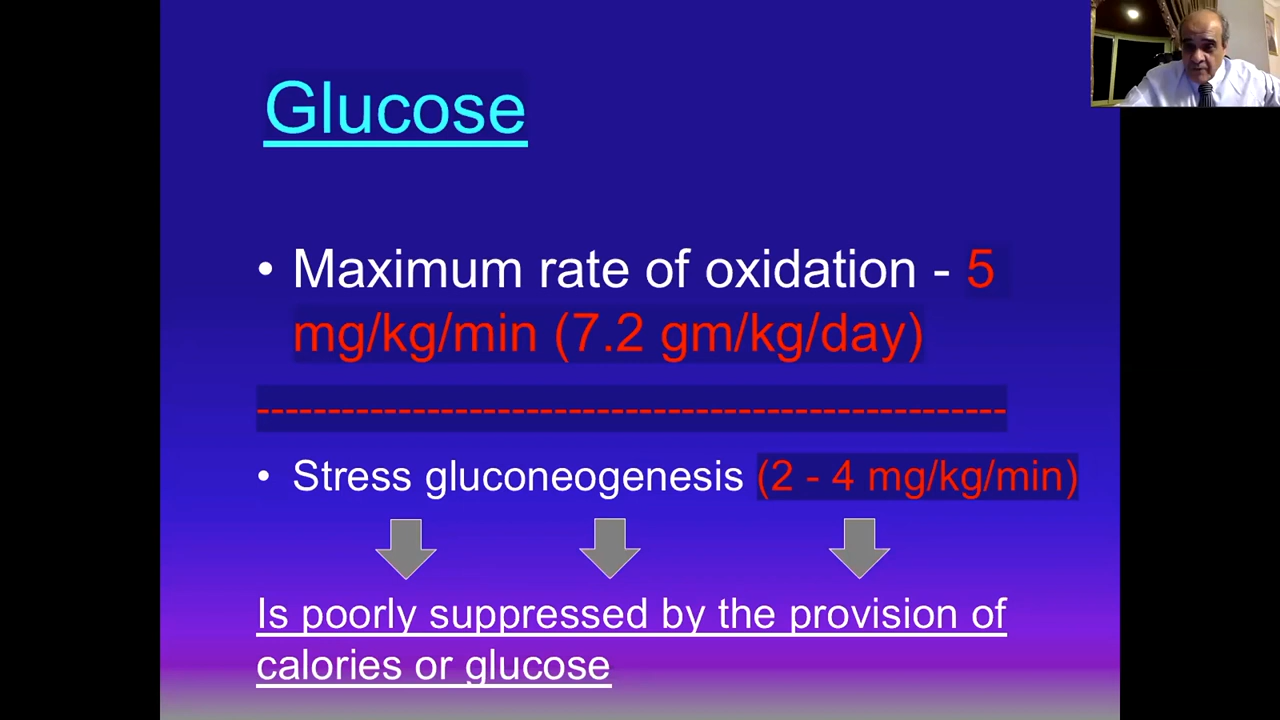 Glucose
• Maximum rate of oxidation - 5
mg/kg/min (7.2 gm/kg/day)
-----------------------------------------------------
• Stress gluconeogenesis (2 - 4 mg/kg/min)
Is poorly suppressed by the provision of
calories or glucose